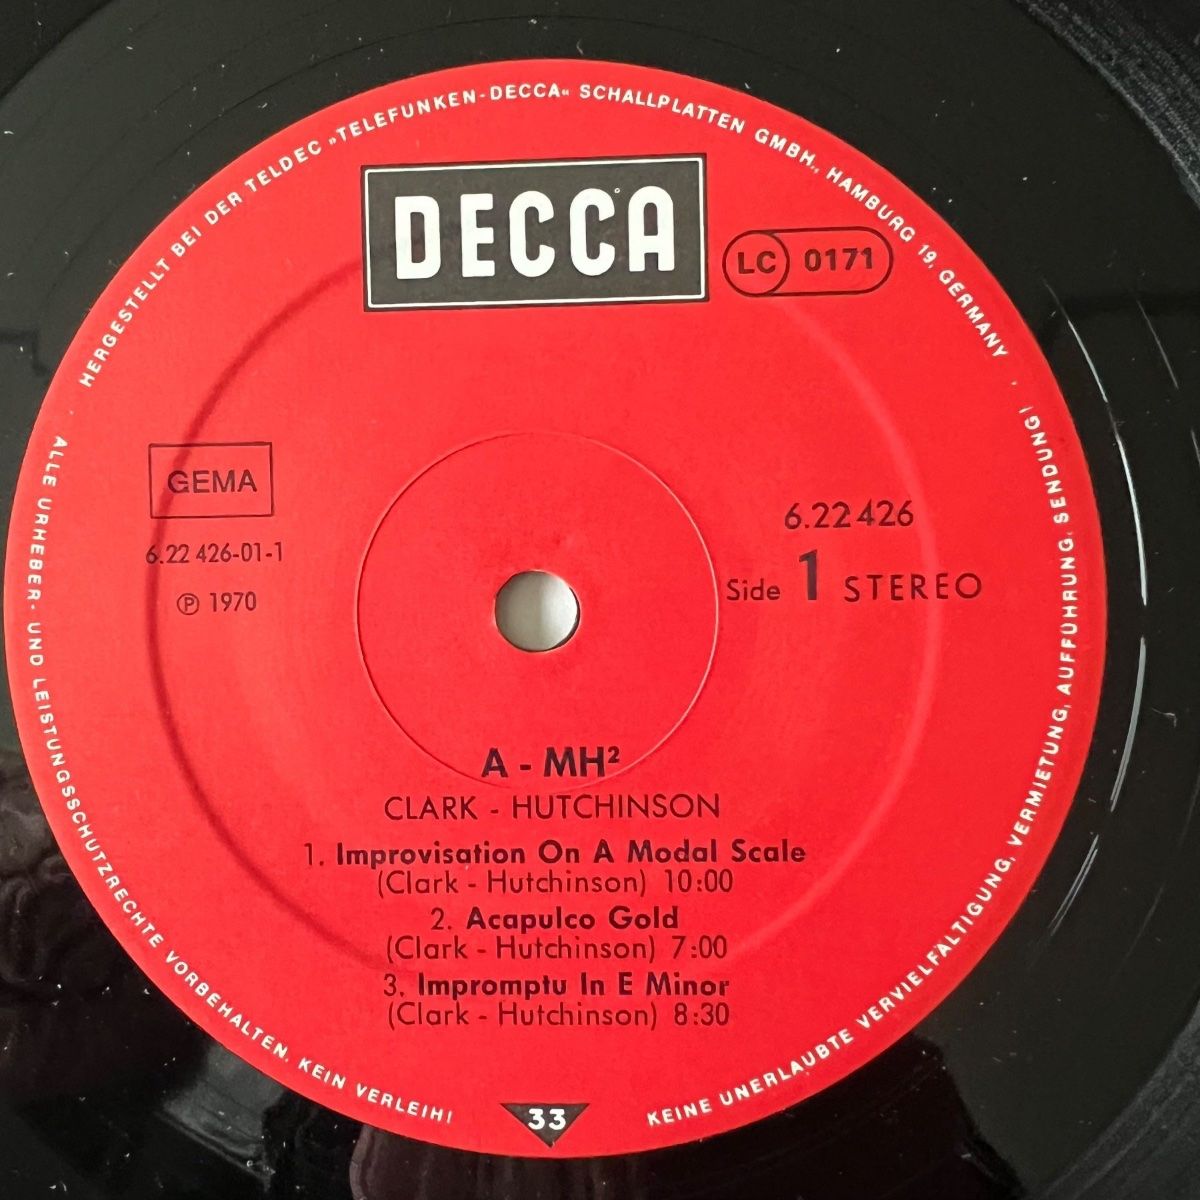 HERGESTELLT BEI DER TELDEC »TELEFUNKEN-DECCA« SCHALLPLATTEN GMBH., HAMBURG 19, GERMANY
DECCA
LC 0171
GEMA
6.22 426-01-1
℗ 1970
6.22426
Side 1 STEREO
A - MH²
CLARK - HUTCHINSON
1. Improvisation On A Modal Scale
(Clark - Hutchinson) 10:00
2. Acapulco Gold
(Clark - Hutchinson) 7:00
3. Impromptu In E Minor
(Clark - Hutchinson) 8:30
33
ALLE URHEBER- UND LEISTUNGSSCHUTZRECHTE VORBEHALTEN. KEIN VERLEIH!
KEINE UNERLAUBTE VERVIELFÄLTIGUNG, VERMIETUNG, AUFFÜHRUNG, SENDUNG!